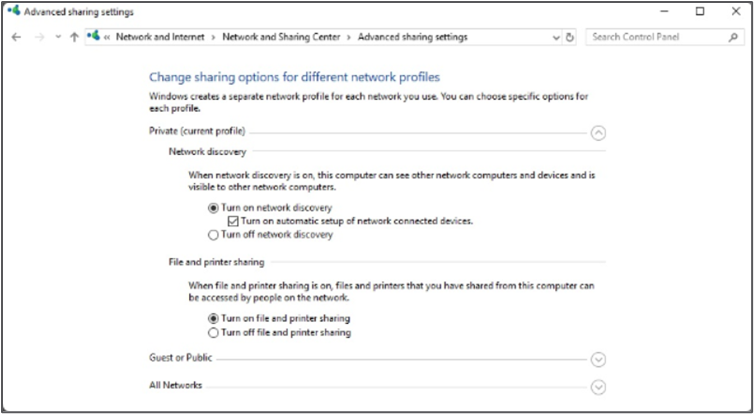 Advanced sharing settings
« Network and Internet › Network and Sharing Center › Advanced sharing settings
Search Control Panel
Change sharing options for different network profiles
Windows creates a separate network profile for each network you use. You can choose specific options for
each profile.
Private (current profile)
Network discovery
When network discovery is on, this computer can see other network computers and devices and is
visible to other network computers.
Turn on network discovery
Turn on automatic setup of network connected devices.
Turn off network discovery
File and printer sharing
When file and printer sharing is on, files and printers that you have shared from this computer can
be accessed by people on the network.
Turn on file and printer sharing
Turn off file and printer sharing
Guest or Public
All Networks